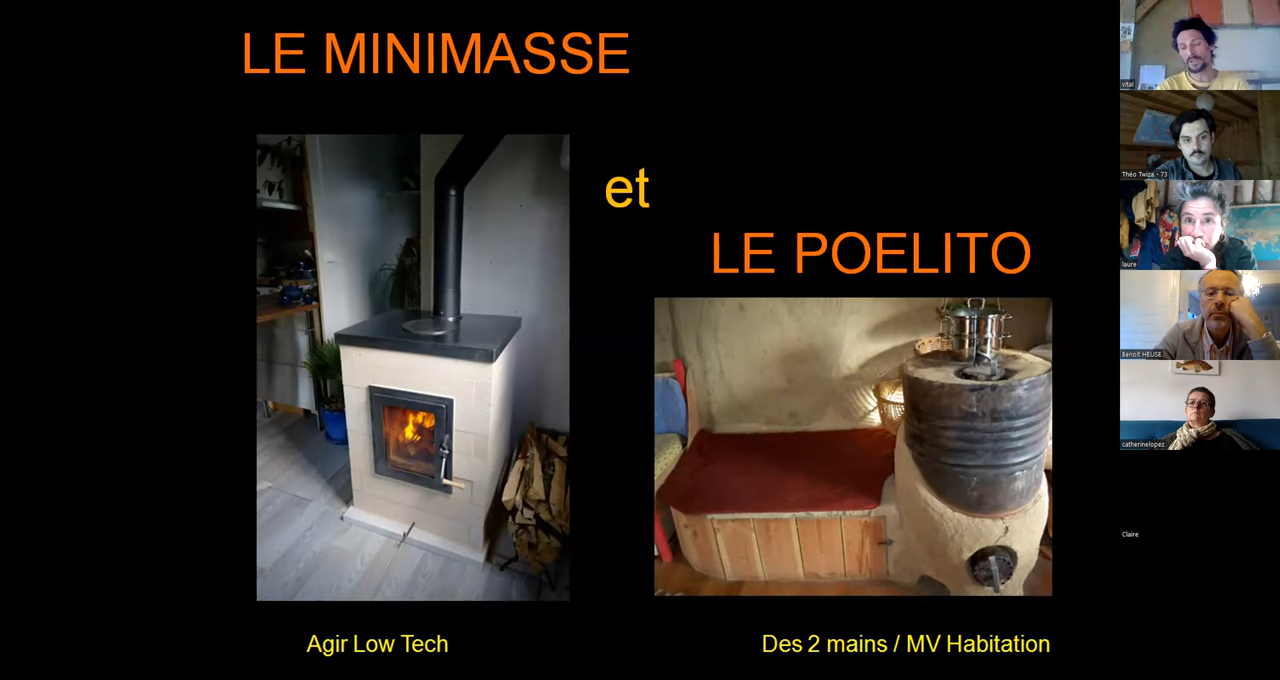 LE MINIMASSE
et
LE POELITO
Agir Low Tech
Des 2 mains / MV Habitation
vital
Théo Twiza - 73
laure
Benoît HEUSE
catherinelopez
Claire